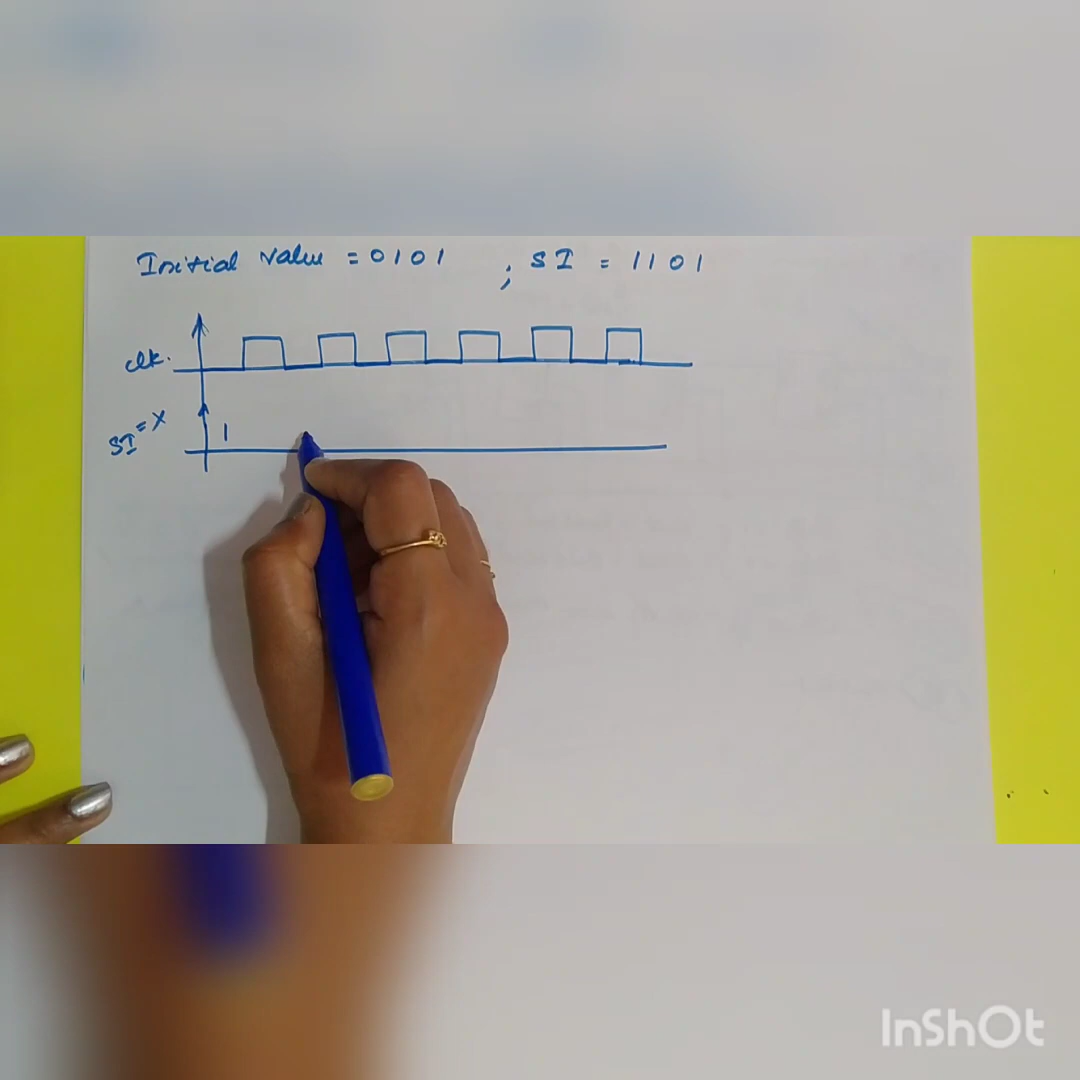 Initial value = 0101 ; SI = 1101
clk.
SI = X
1
InShOt